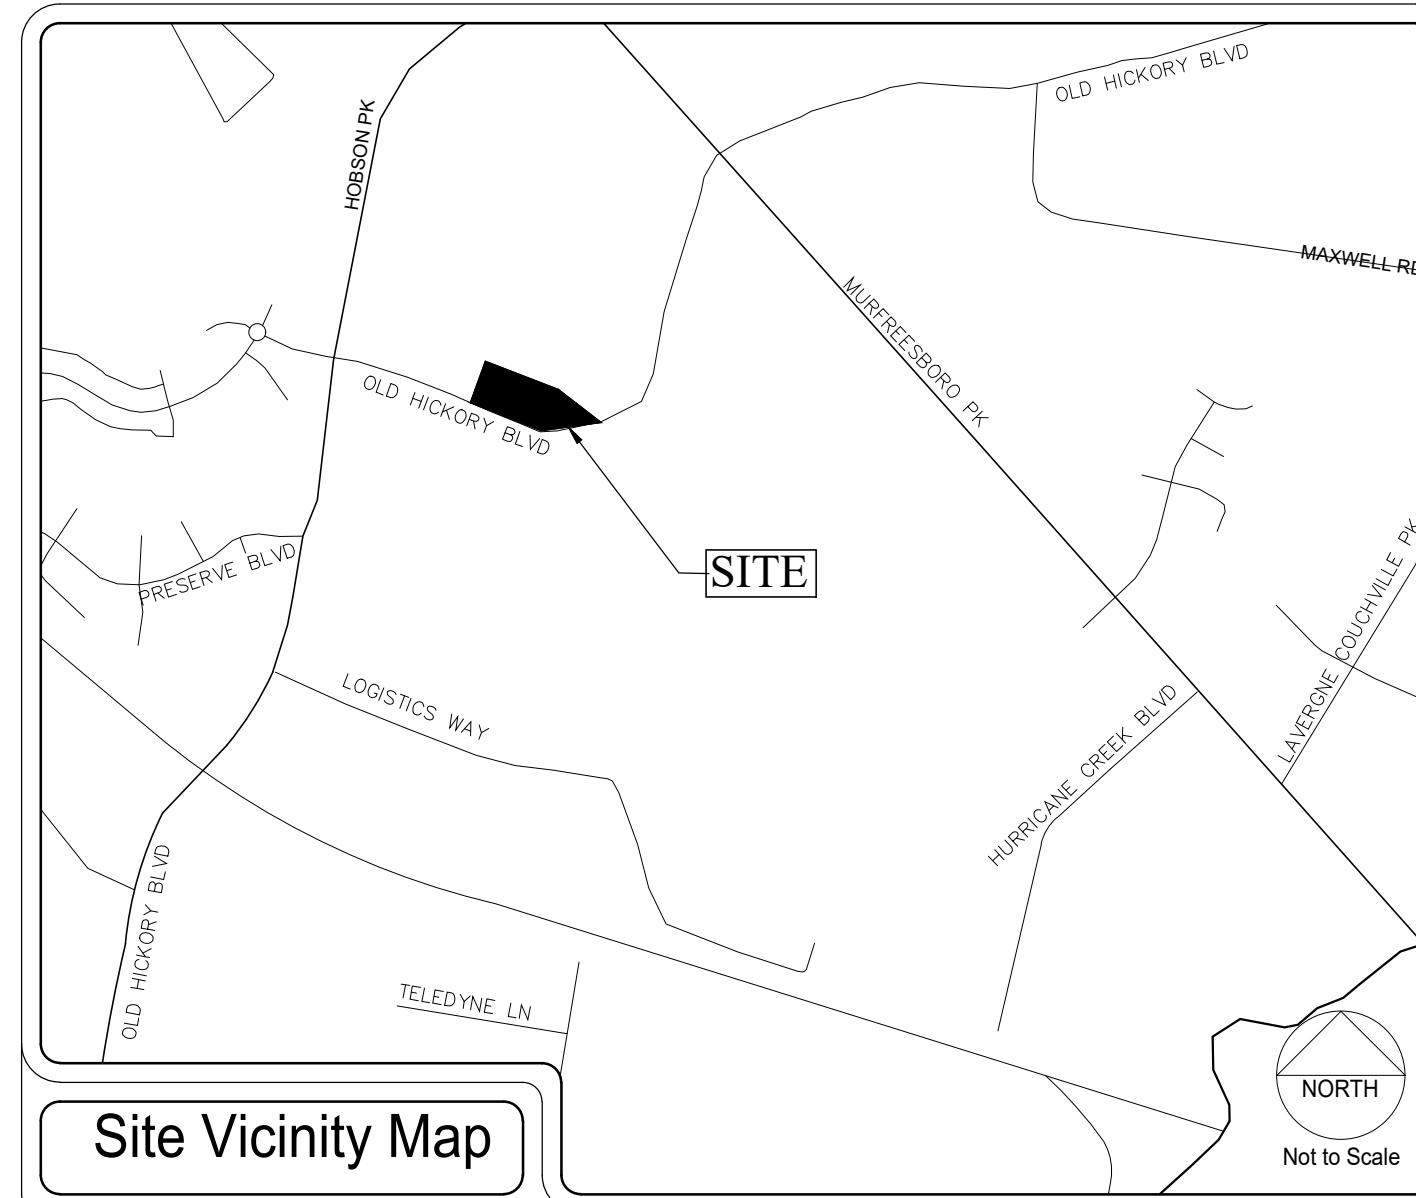 OLD HICKORY BLVD
HOBSON PK
MAXWELL RD
MURFREESBORO PK
OLD HICKORY BLVD
SITE
PRESERVE BLVD
LAVERGNE COUCHVILLE PK
LOGISTICS WAY
HURRICANE CREEK BLVD
OLD HICKORY BLVD
TELEDYNE LN
NORTH
Site Vicinity Map
Not to Scale